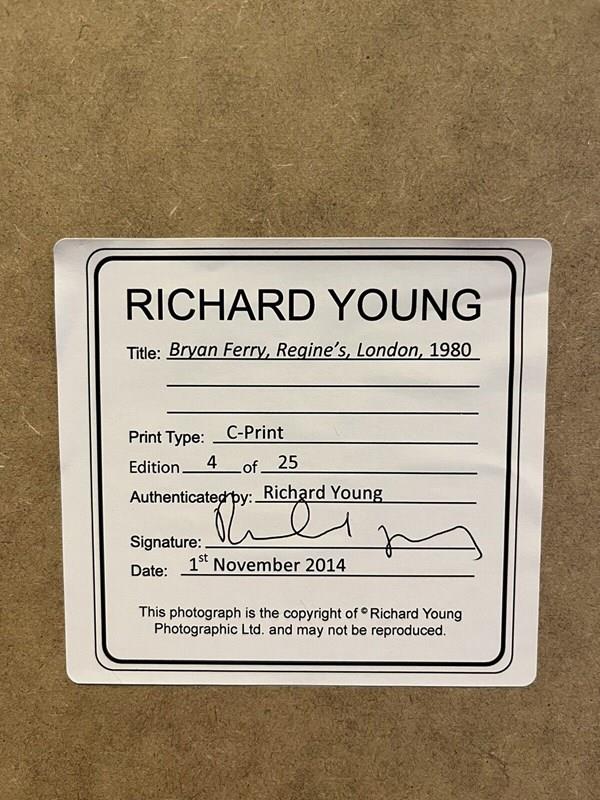 RICHARD YOUNG
Title: Bryan Ferry, Regine's, London, 1980
Print Type: C-Print
Edition 4 of 25
Authenticated by: Richard Young
Signature: Richard Young
Date: 1st November 2014
This photograph is the copyright of © Richard Young
Photographic Ltd. and may not be reproduced.